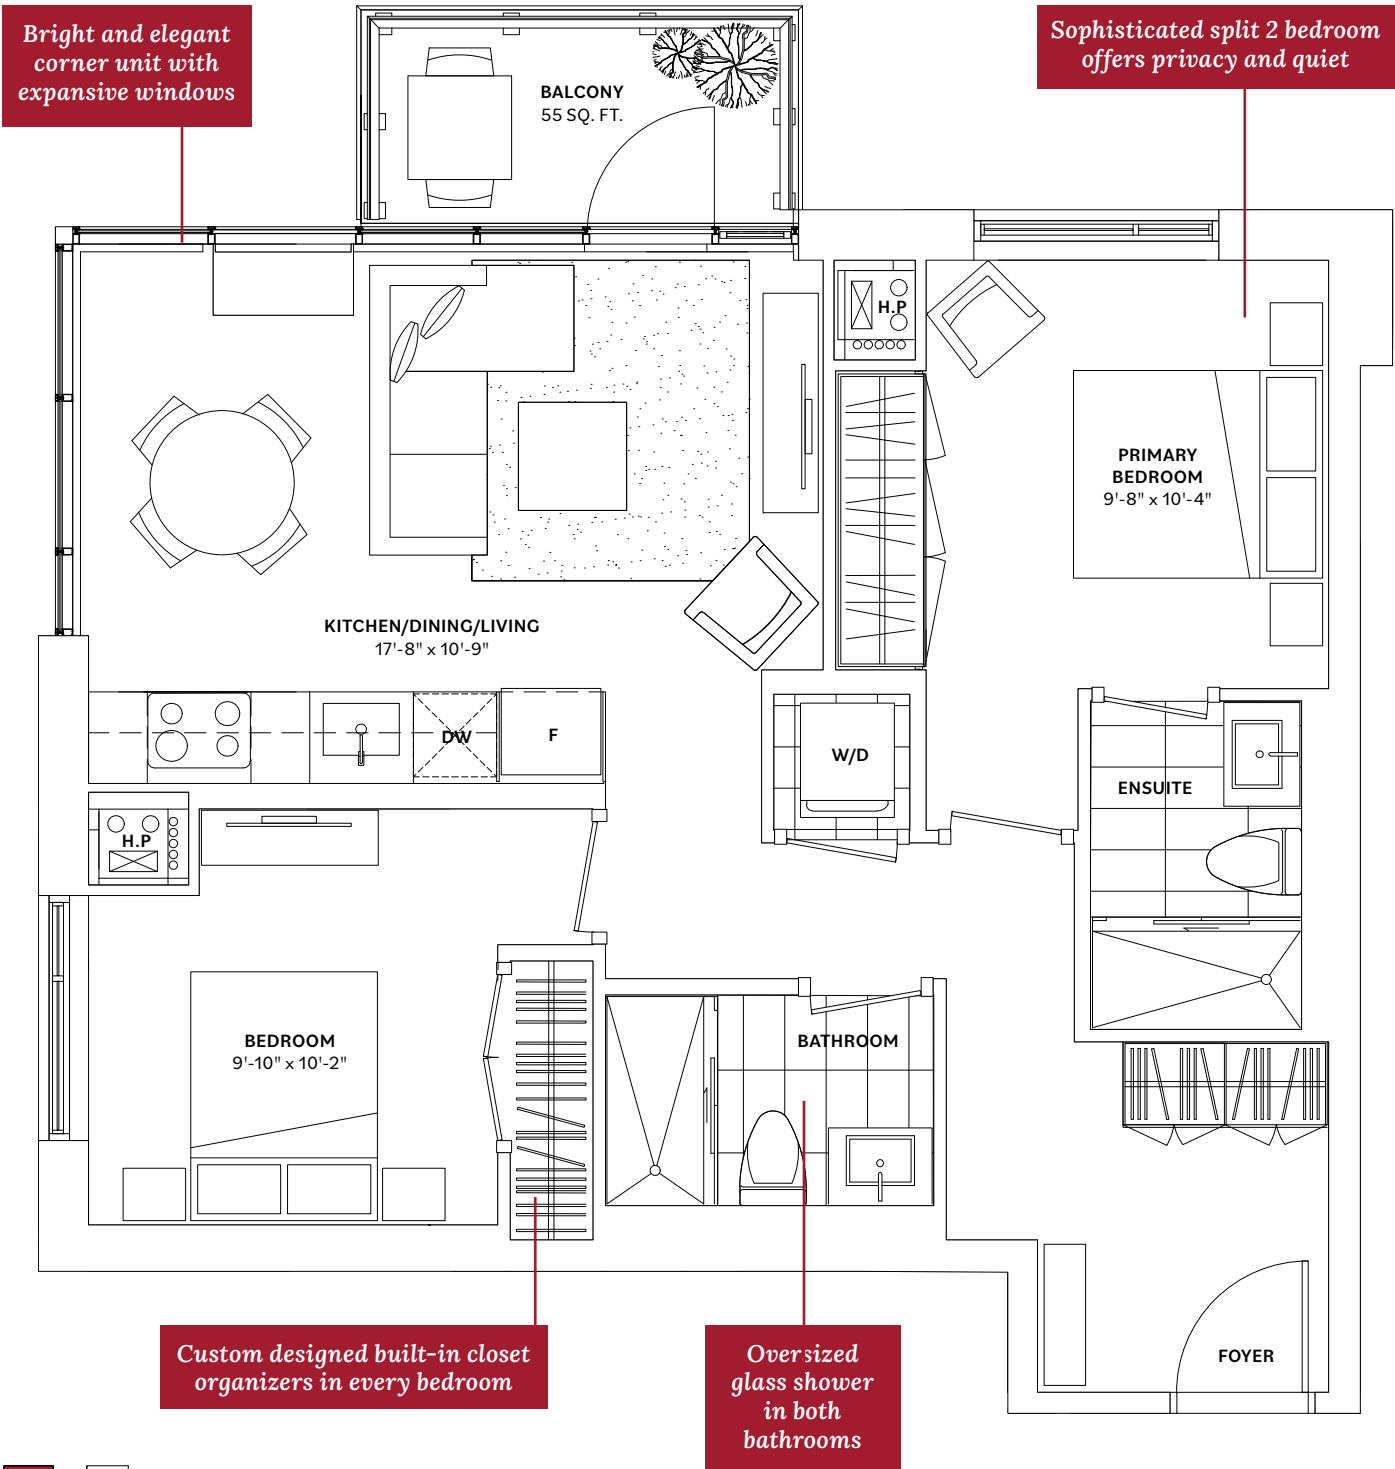 Bright and elegant
corner unit with
expansive windows
Sophisticated split 2 bedroom
offers privacy and quiet
BALCONY
55 SQ. FT.
H.P
PRIMARY
BEDROOM
9'-8" x 10'-4"
KITCHEN/DINING/LIVING
17'-8" x 10'-9"
DW
F
W/D
ENSUITE
H.P
BEDROOM
9'-10" x 10'-2"
BATHROOM
Custom designed built-in closet
organizers in every bedroom
Oversized
glass shower
in both
bathrooms
FOYER